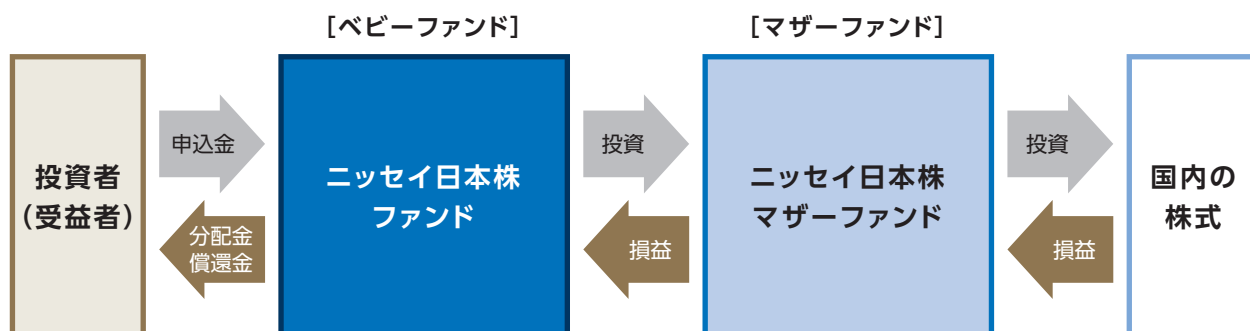 [ベビーファンド]
[マザーファンド]
投資者
(受益者)
申込金
分配金
償還金
ニッセイ日本株
ファンド
投資
損益
ニッセイ日本株
マザーファンド
投資
損益
国内の
株式